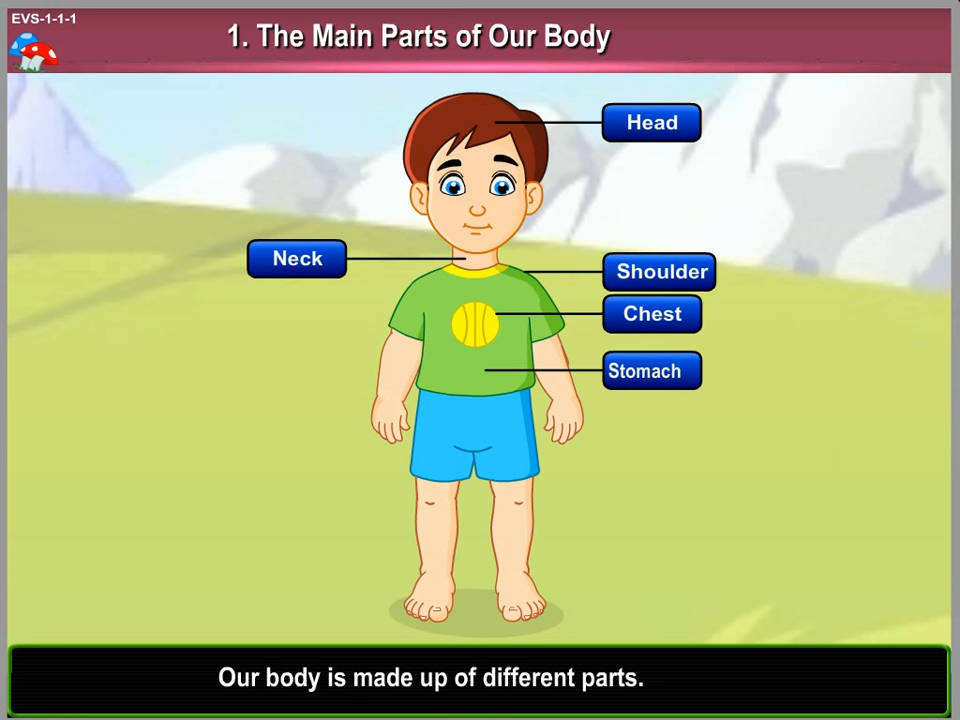 EVS-1-1-1
1. The Main Parts of Our Body
Head
Neck
Shoulder
Chest
Stomach
Our body is made up of different parts.